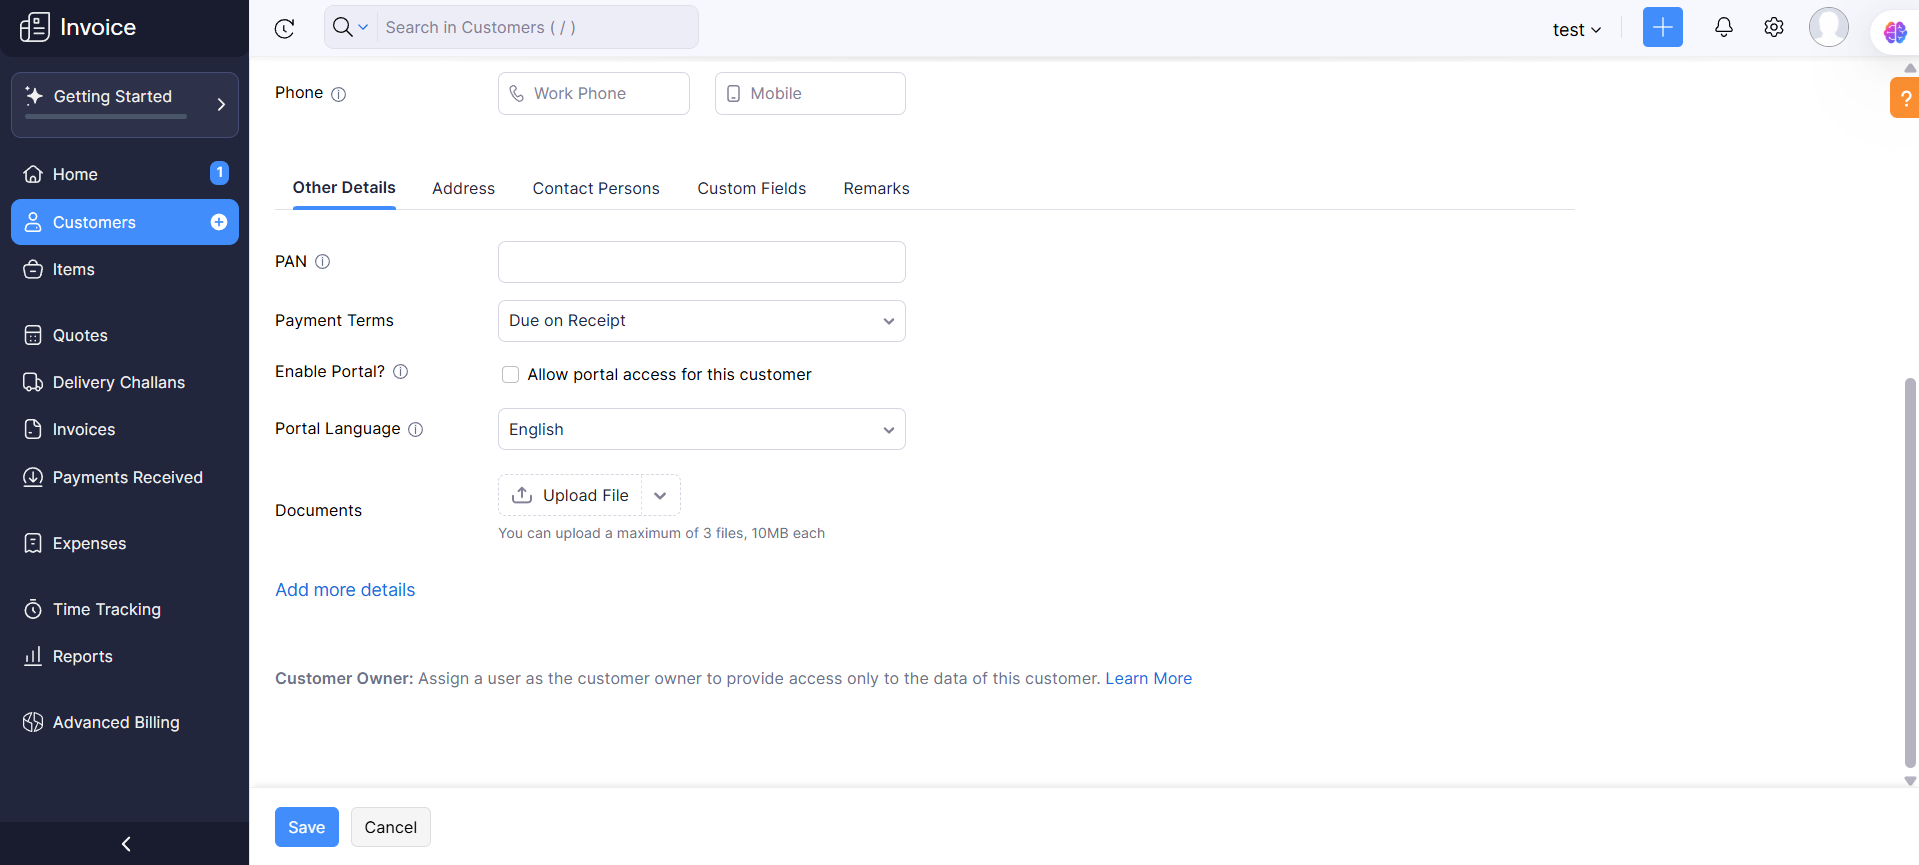 Invoice
Search in Customers ( / )
test
Getting Started
Home
1
Customers
Items
Quotes
Delivery Challans
Invoices
Payments Received
Expenses
Time Tracking
Reports
Advanced Billing
?
Phone
Work Phone
Mobile
Other Details
Address
Contact Persons
Custom Fields
Remarks
PAN
Payment Terms
Due on Receipt
Enable Portal?
Allow portal access for this customer
Portal Language
English
Documents
Upload File
You can upload a maximum of 3 files, 10MB each
Add more details
Customer Owner: Assign a user as the customer owner to provide access only to the data of this customer. Learn More
Save
Cancel